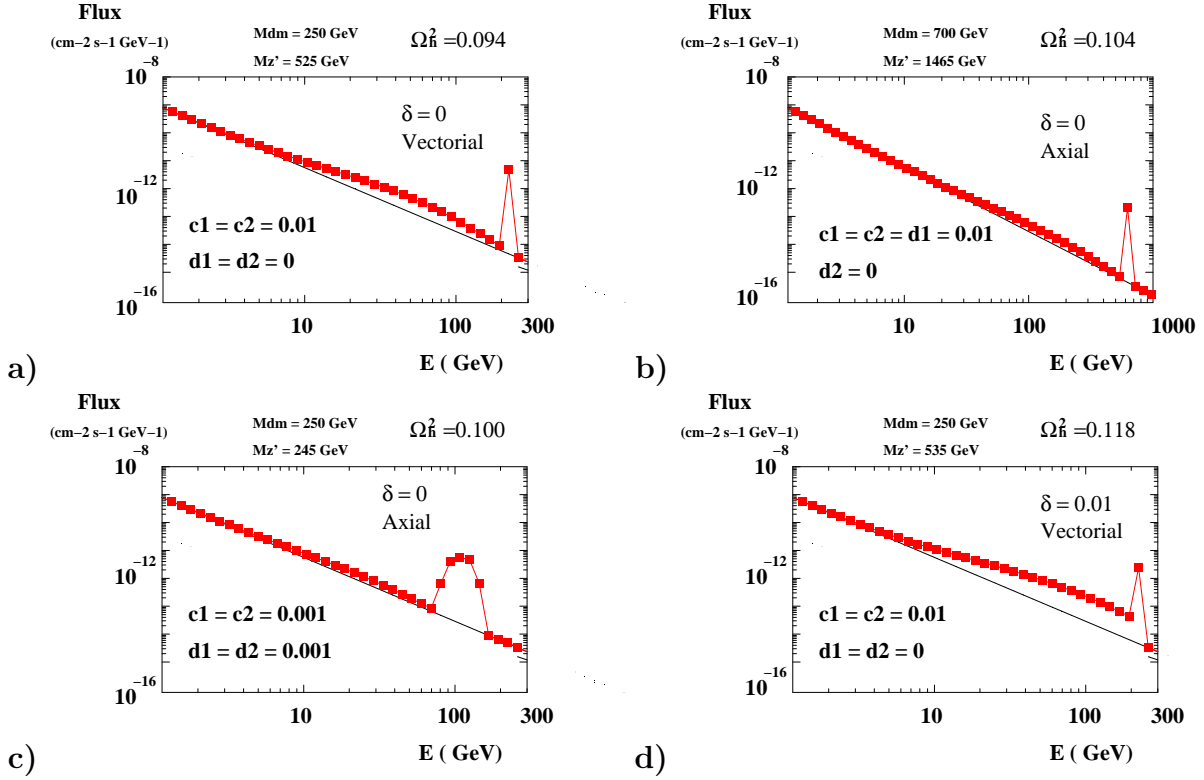 Flux
(cm−2 s−1 GeV−1)
Mdm = 250 GeV
Mz' = 525 GeV
Ωh²=0.094
10⁻⁸
10⁻¹²
10⁻¹⁶
δ = 0
Vectorial
c1 = c2 = 0.01
d1 = d2 = 0
10 100 300
E ( GeV)
a)
Flux
(cm−2 s−1 GeV−1)
Mdm = 700 GeV
Mz' = 1465 GeV
Ωh²=0.104
10⁻⁸
10⁻¹²
10⁻¹⁶
δ = 0
Axial
c1 = c2 = d1 = 0.01
d2 = 0
10 100 1000
E ( GeV)
b)
Flux
(cm−2 s−1 GeV−1)
Mdm = 250 GeV
Mz' = 245 GeV
Ωh²=0.100
10⁻⁸
10⁻¹²
10⁻¹⁶
δ = 0
Axial
c1 = c2 = 0.001
d1 = d2 = 0.001
10 100 300
E ( GeV)
c)
Flux
(cm−2 s−1 GeV−1)
Mdm = 250 GeV
Mz' = 535 GeV
Ωh²=0.118
10⁻⁸
10⁻¹²
10⁻¹⁶
δ = 0.01
Vectorial
c1 = c2 = 0.01
d1 = d2 = 0
10 100 300
E ( GeV)
d)